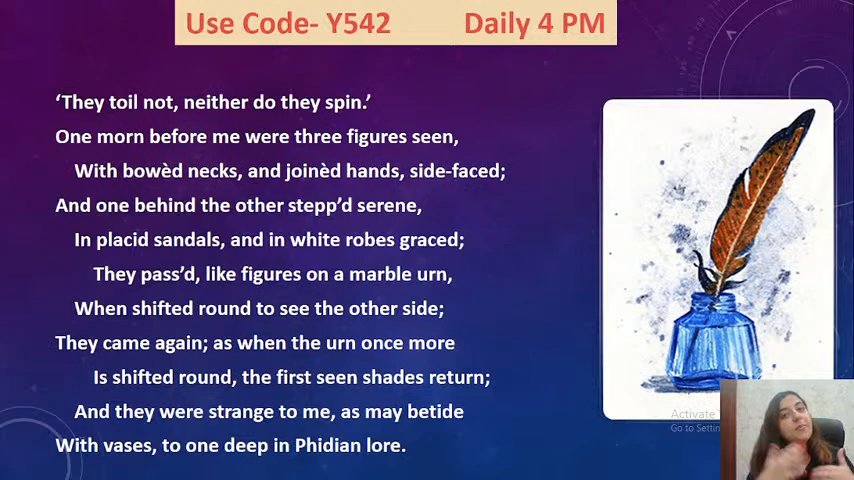 Use Code- Y542 Daily 4 PM
‘They toil not, neither do they spin.’
One morn before me were three figures seen,
With bowèd necks, and joinèd hands, side-faced;
And one behind the other stepp’d serene,
In placid sandals, and in white robes graced;
They pass’d, like figures on a marble urn,
When shifted round to see the other side;
They came again; as when the urn once more
Is shifted round, the first seen shades return;
And they were strange to me, as may betide
With vases, to one deep in Phidian lore.
Activate
Go to Settin